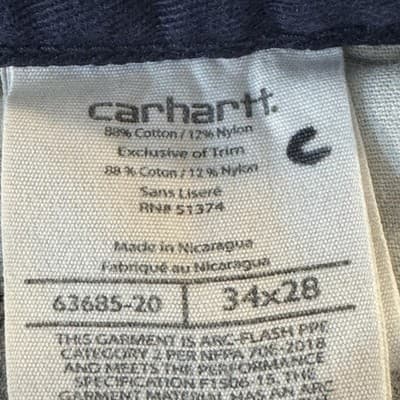 carhartt.
88% Cotton / 12% Nylon
Exclusive of Trim
88 % Coton / 12 % Nylon
Sans Liseré
RN# 51374
C
Made in Nicaragua
Fabriqué au Nicaragua
63685-20 34x28
THIS GARMENT IS ARC-FLASH PPE
CATEGORY 2 PER NFPA 70E-2018
AND MEETS THE PERFORMANCE
SPECIFICATION F1506-15. THE
GARMENT MATERIAL HAS AN ARC